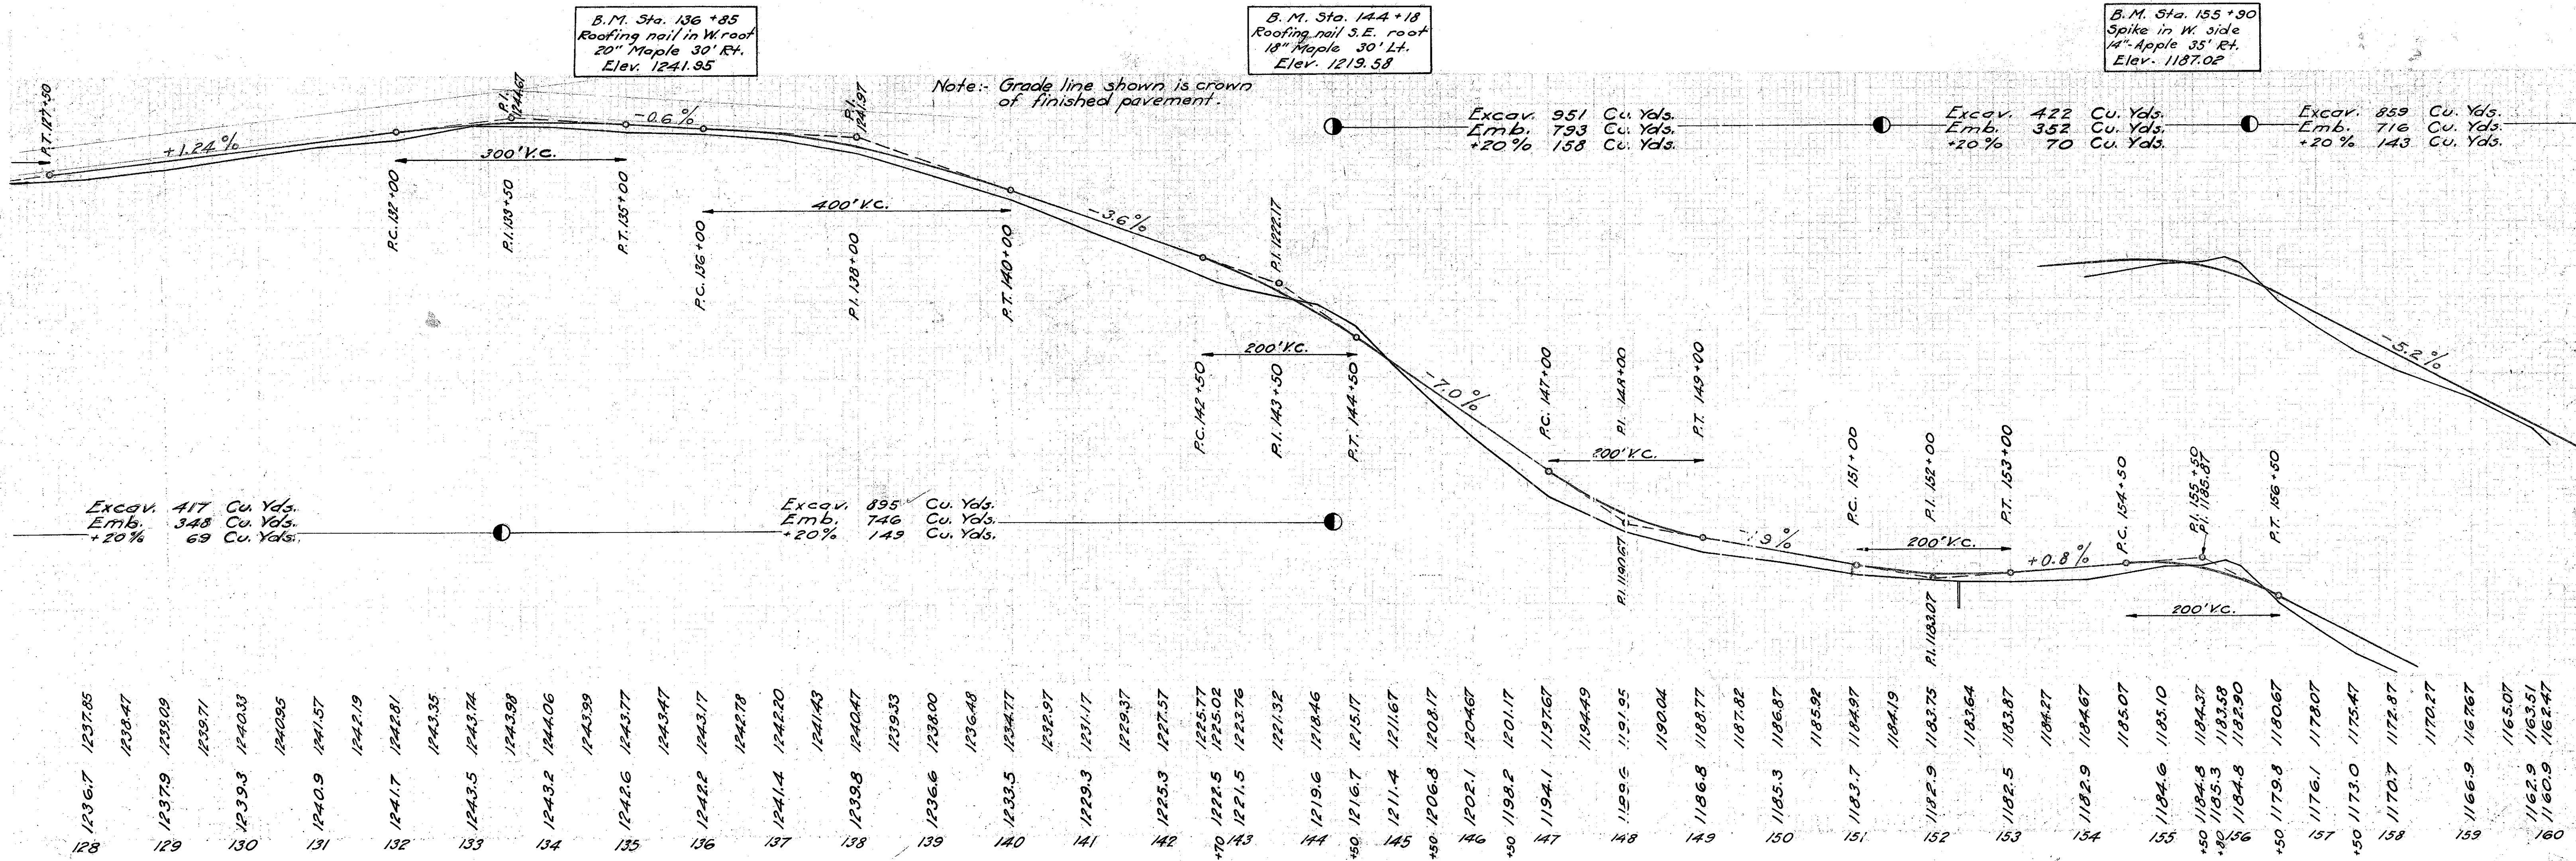 B.M. Sta. 136 +85
Roofing nail in W. root
20" Maple 30' Rt.
Elev. 1241.95
B.M. Sta. 144 +18
Roofing nail S.E. root
18" Maple 30' Lt.
Elev. 1219.58
B.M. Sta. 155 +90
Spike in W. side
14"-Apple 35' Rt.
Elev. 1187.02
Note:- Grade line shown is crown
of finished pavement.
Excav. 951 Cu. Yds.
Emb. 793 Cu. Yds.
+20% 158 Cu. Yds.
Excav. 422 Cu. Yds.
Emb. 352 Cu. Yds.
+20% 70 Cu. Yds.
Excav. 859 Cu. Yds.
Emb. 716 Cu. Yds.
+20% 143 Cu. Yds.
P.T. 127+50
+1.24%
P.I. 1244.67
-0.6%
P.I. 1241.97
300' V.C.
P.C. 132+00
P.I. 133+50
P.T. 135+00
400' V.C.
P.C. 136+00
P.I. 138+00
P.T. 140+00
-3.6%
P.I. 1222.17
200' V.C.
P.C. 142+50
P.I. 143+50
P.T. 144+50
-7.0%
P.C. 147+00
P.I. 148+00
P.T. 149+00
200' V.C.
P.I. 1190.67
P.C. 151+00
P.I. 152+00
P.T. 153+00
200' V.C.
P.I. 1183.07
+0.8%
P.C. 154+50
P.I. 155+50
P.I. 1185.87
P.T. 156+50
200' V.C.
-5.2%
Excav. 417 Cu. Yds.
Emb. 348 Cu. Yds.
+20% 69 Cu. Yds.
Excav. 895 Cu. Yds.
Emb. 746 Cu. Yds.
+20% 149 Cu. Yds.
1237.85 1238.47 1239.09 1239.71 1240.33 1240.95 1241.57 1242.19 1242.81 1243.35 1243.74 1243.98 1244.06 1243.99 1243.77 1243.47 1243.17 1242.78 1242.20 1241.43 1240.47 1239.33 1238.00 1236.48 1234.77 1232.97 1231.17 1229.37 1227.57 1225.77 1225.02 1223.76 1221.32 1218.46 1215.17 1211.67 1208.17 1204.67 1201.17 1197.67 1194.49 1191.95 1190.04 1188.77 1187.82 1186.87 1185.92 1184.97 1184.19 1183.75 1183.64 1183.87 1184.27 1184.67 1185.07 1185.10 1184.37 1183.58 1182.90 1180.67 1178.07 1175.47 1172.87 1170.27 1167.67 1165.07 1163.51 1162.47
1236.7 1237.9 1239.3 1240.9 1241.7 1243.5 1243.2 1242.6 1242.2 1241.4 1239.8 1236.6 1233.5 1229.3 1225.3 1222.5 1221.5 1219.6 1216.7 1211.4 1206.8 1202.1 1198.2 1194.1 1189.6 1186.8 1185.3 1183.7 1182.9 1182.5 1182.9 1184.6 1184.8 1185.3 1184.8 1179.8 1176.1 1173.0 1170.7 1166.9 1162.9 1160.9
128 129 130 131 132 133 134 135 136 137 138 139 140 141 142 +70 143 144 +50 145 +50 146 +50 147 148 149 150 151 152 153 154 155 +50 +80 156 +50 157 +50 158 159 160